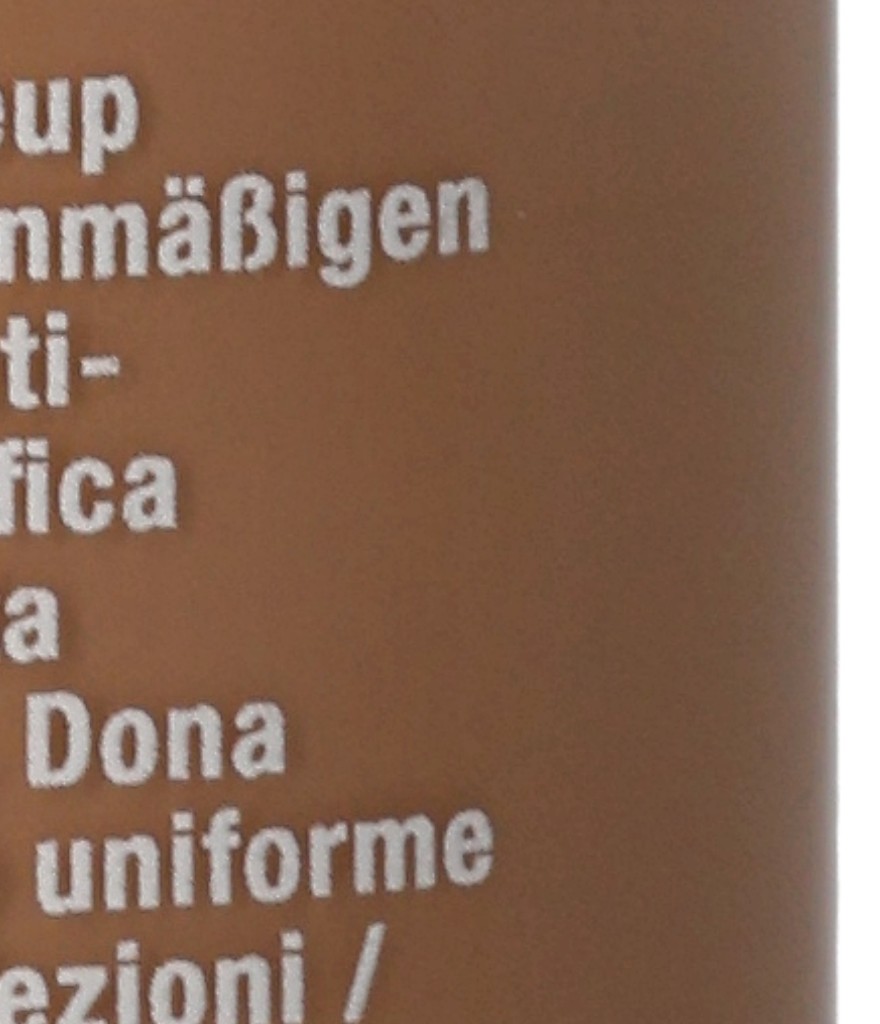 eup
nmäßigen
ti-
fica
a
Dona
uniforme
ezioni /